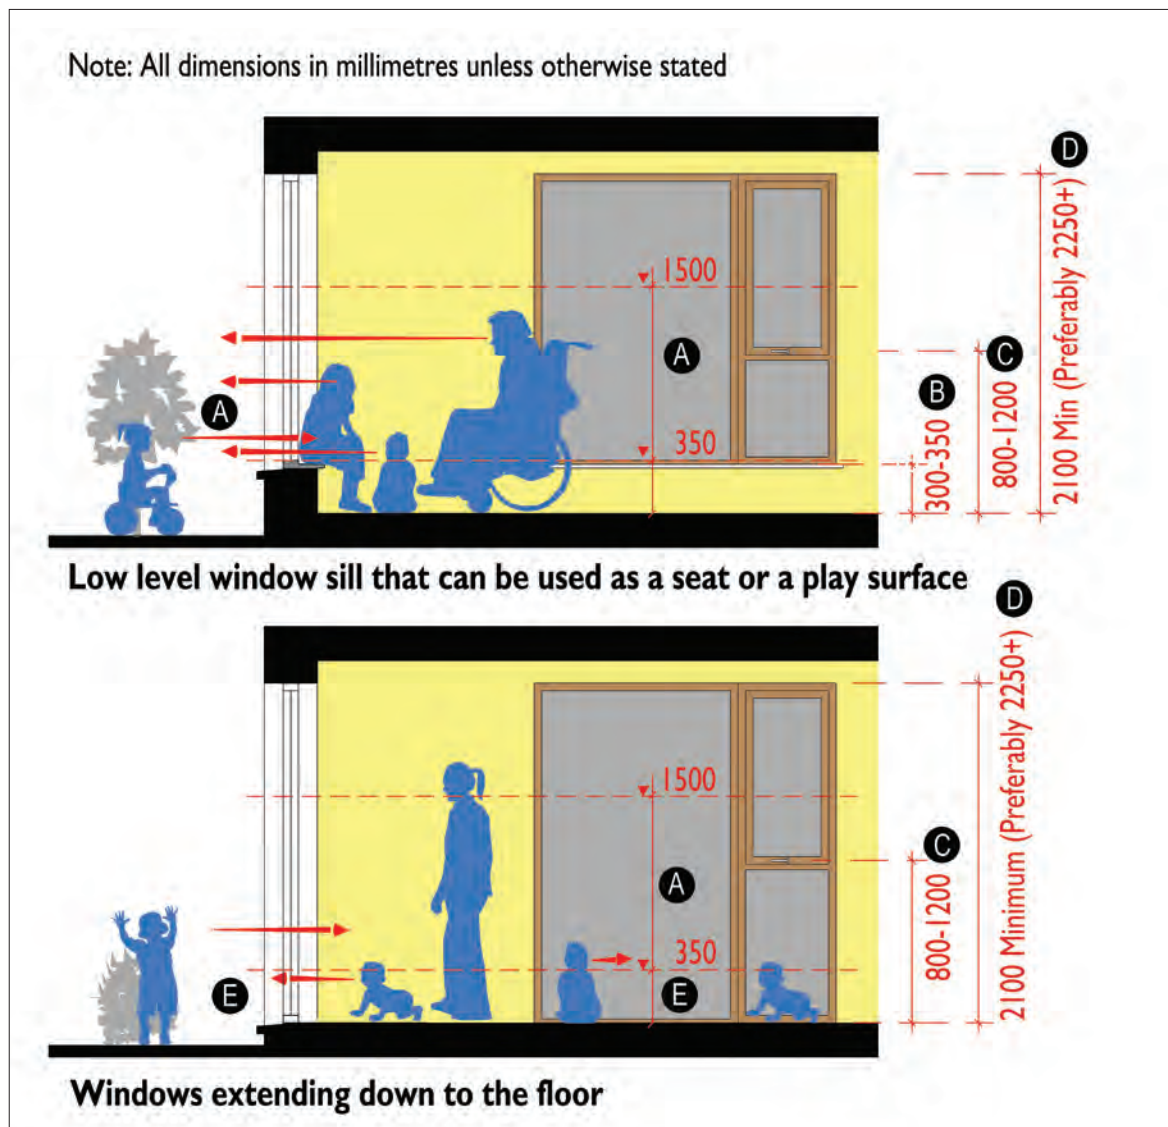 Note: All dimensions in millimetres unless otherwise stated
D
2100 Min (Preferably 2250+)
1500
A
C
800-1200
B
300-350
A
350
Low level window sill that can be used as a seat or a play surface
D
2100 Minimum (Preferably 2250+)
1500
C
800-1200
A
350
E
E
Windows extending down to the floor